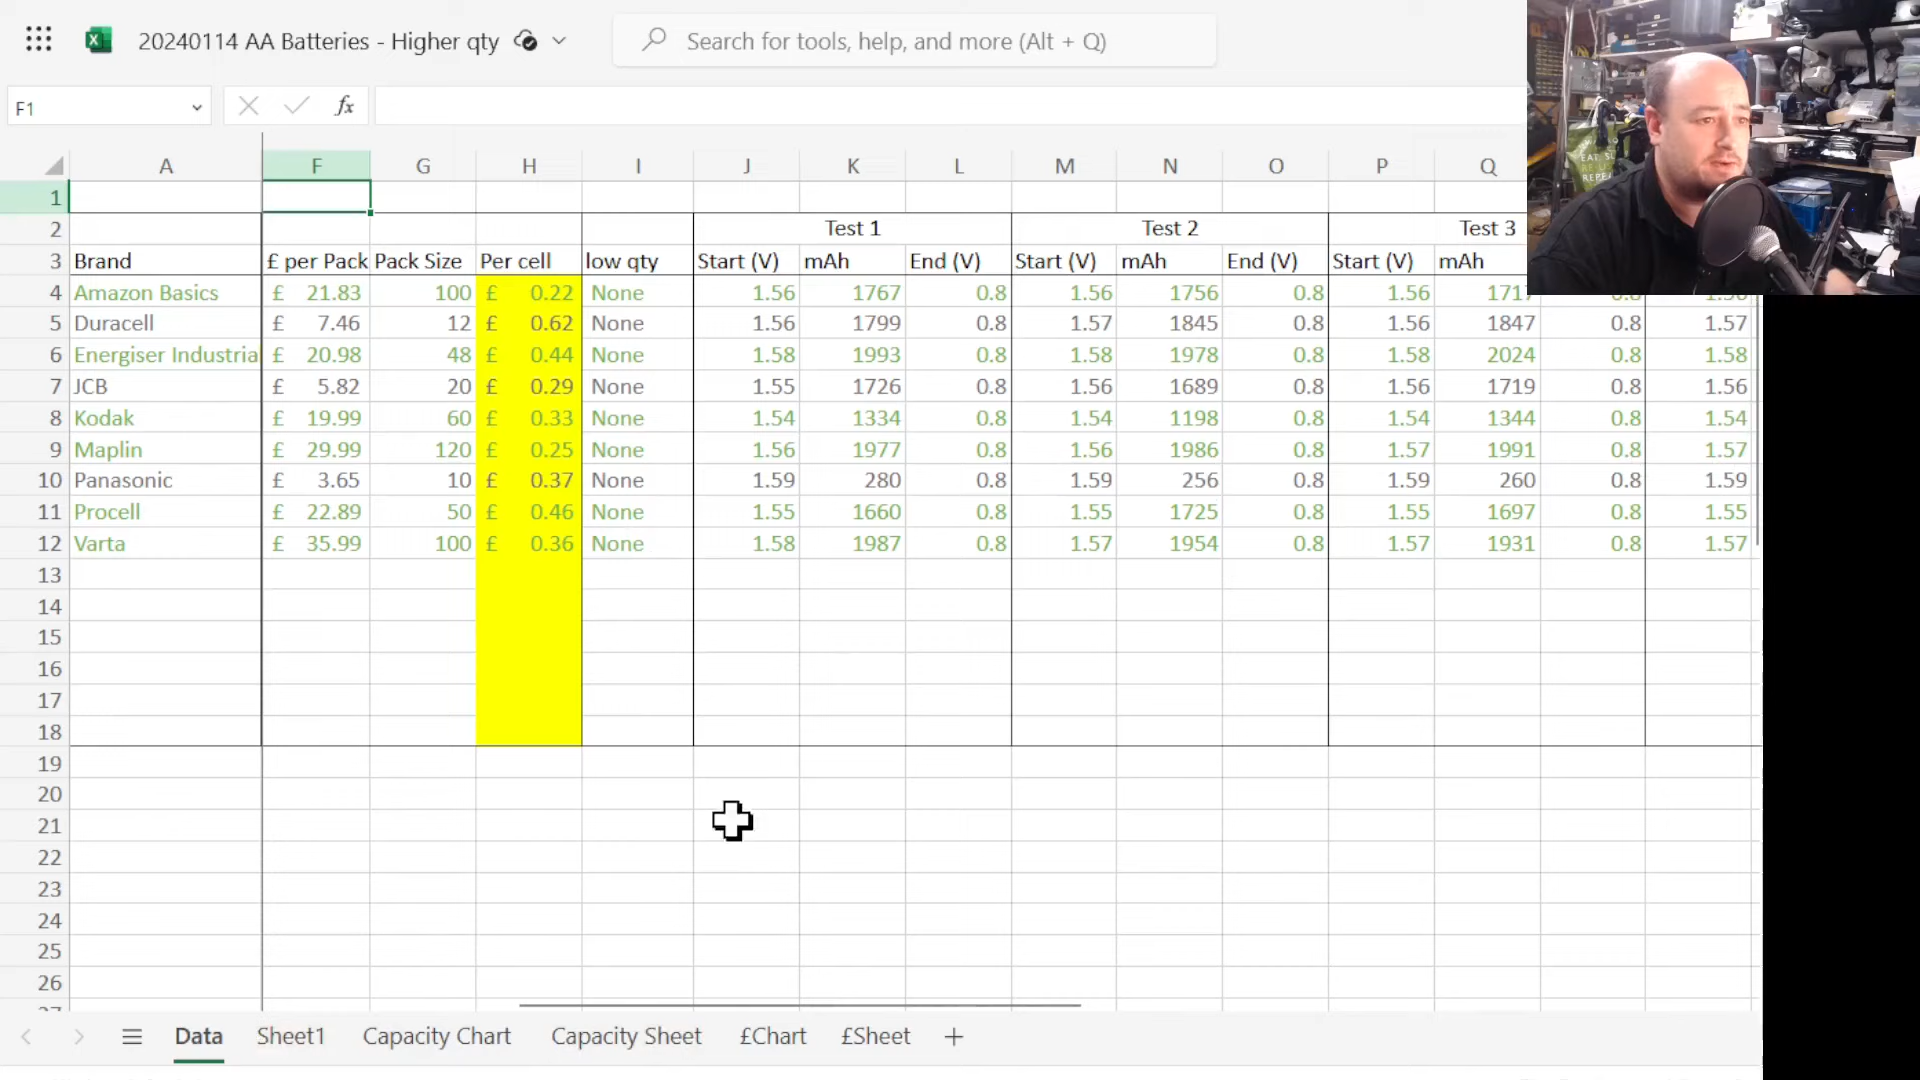 20240114 AA Batteries - Higher qty
Search for tools, help, and more (Alt + Q)
F1
fx
A F G H I J K L M N O P Q
1
2 Test 1 Test 2 Test 3
3 Brand £ per Pack Pack Size Per cell low qty Start (V) mAh End (V) Start (V) mAh End (V) Start (V) mAh
4 Amazon Basics £ 21.83 100 £ 0.22 None 1.56 1767 0.8 1.56 1756 0.8 1.56 1717 0.8 1.56
5 Duracell £ 7.46 12 £ 0.62 None 1.56 1799 0.8 1.57 1845 0.8 1.56 1847 0.8 1.57
6 Energiser Industria £ 20.98 48 £ 0.44 None 1.58 1993 0.8 1.58 1978 0.8 1.58 2024 0.8 1.58
7 JCB £ 5.82 20 £ 0.29 None 1.55 1726 0.8 1.56 1689 0.8 1.56 1719 0.8 1.56
8 Kodak £ 19.99 60 £ 0.33 None 1.54 1334 0.8 1.54 1198 0.8 1.54 1344 0.8 1.54
9 Maplin £ 29.99 120 £ 0.25 None 1.56 1977 0.8 1.56 1986 0.8 1.57 1991 0.8 1.57
10 Panasonic £ 3.65 10 £ 0.37 None 1.59 280 0.8 1.59 256 0.8 1.59 260 0.8 1.59
11 Procell £ 22.89 50 £ 0.46 None 1.55 1660 0.8 1.55 1725 0.8 1.55 1697 0.8 1.55
12 Varta £ 35.99 100 £ 0.36 None 1.58 1987 0.8 1.57 1954 0.8 1.57 1931 0.8 1.57
13
14
15
16
17
18
19
20
21
22
23
24
25
26
Data Sheet1 Capacity Chart Capacity Sheet £Chart £Sheet